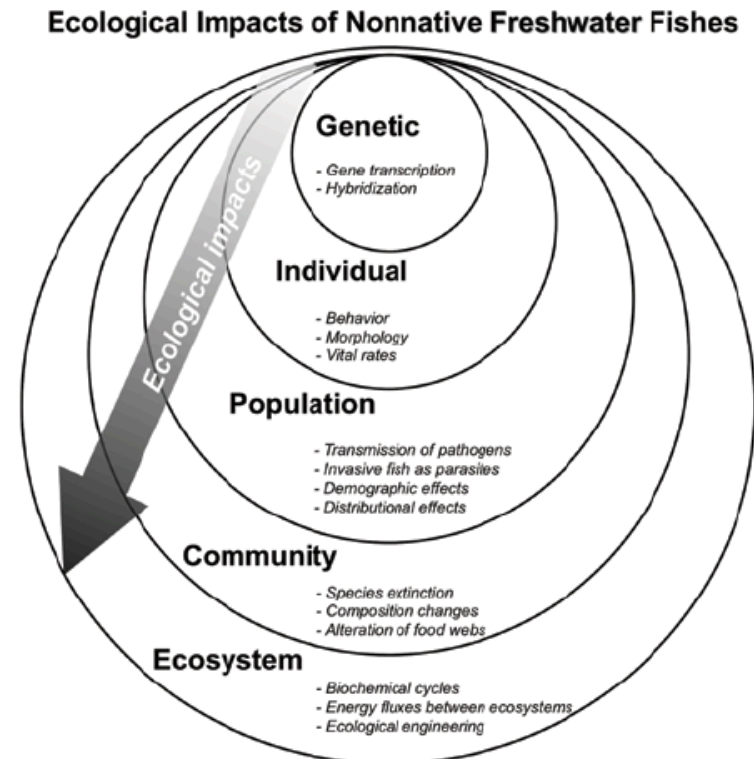 Ecological Impacts of Nonnative Freshwater Fishes
Genetic
- Gene transcription
- Hybridization
Ecological impacts
Individual
- Behavior
- Morphology
- Vital rates
Population
- Transmission of pathogens
- Invasive fish as parasites
- Demographic effects
- Distributional effects
Community
- Species extinction
- Composition changes
- Alteration of food webs
Ecosystem
- Biochemical cycles
- Energy fluxes between ecosystems
- Ecological engineering